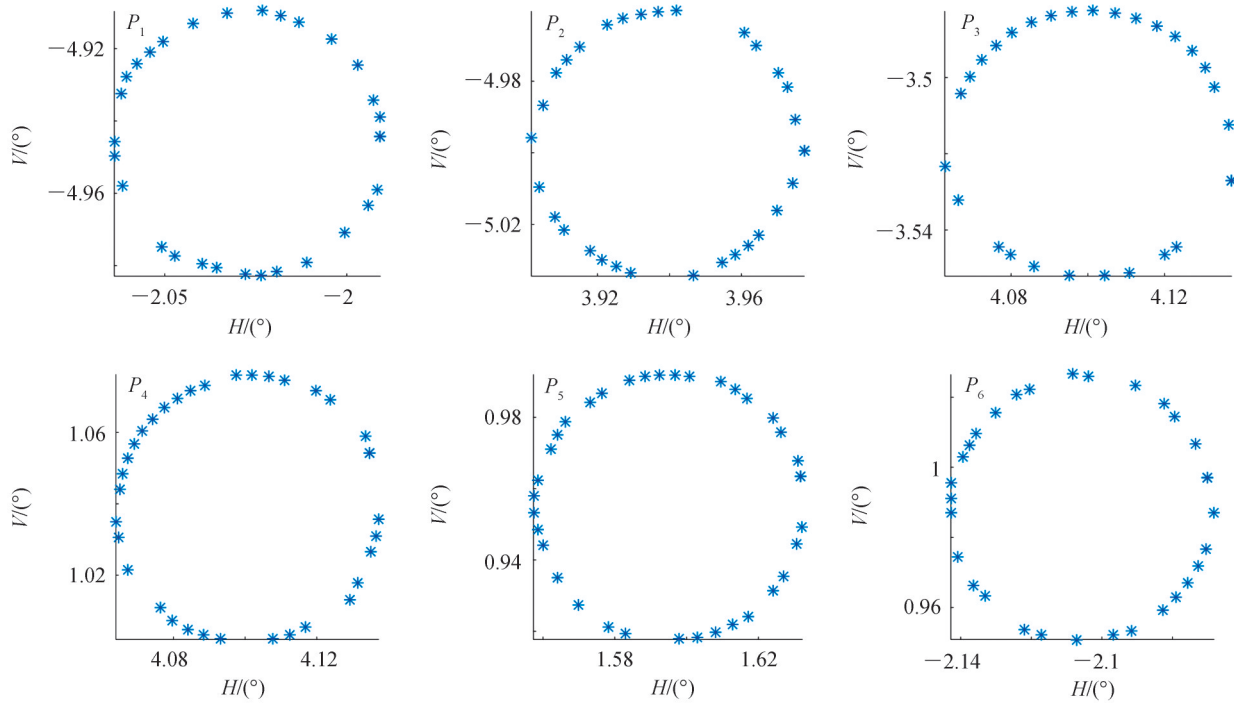 P1
−4.92
−4.96
V/(°)
−2.05
−2
H/(°)
P2
−4.98
−5.02
V/(°)
3.92
3.96
H/(°)
P3
−3.5
−3.54
V/(°)
4.08
4.12
H/(°)
P4
1.06
1.02
V/(°)
4.08
4.12
H/(°)
P5
0.98
0.94
V/(°)
1.58
1.62
H/(°)
P6
1
0.96
V/(°)
−2.14
−2.1
H/(°)